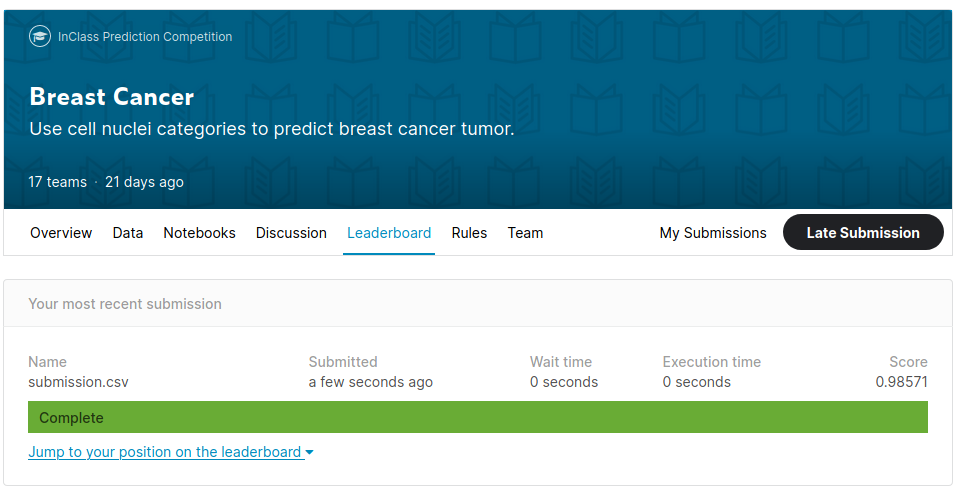 InClass Prediction Competition
Breast Cancer
Use cell nuclei categories to predict breast cancer tumor.
17 teams · 21 days ago
Overview Data Notebooks Discussion Leaderboard Rules Team My Submissions Late Submission
Your most recent submission
Name Submitted Wait time Execution time Score
submission.csv a few seconds ago 0 seconds 0 seconds 0.98571
Complete
Jump to your position on the leaderboard